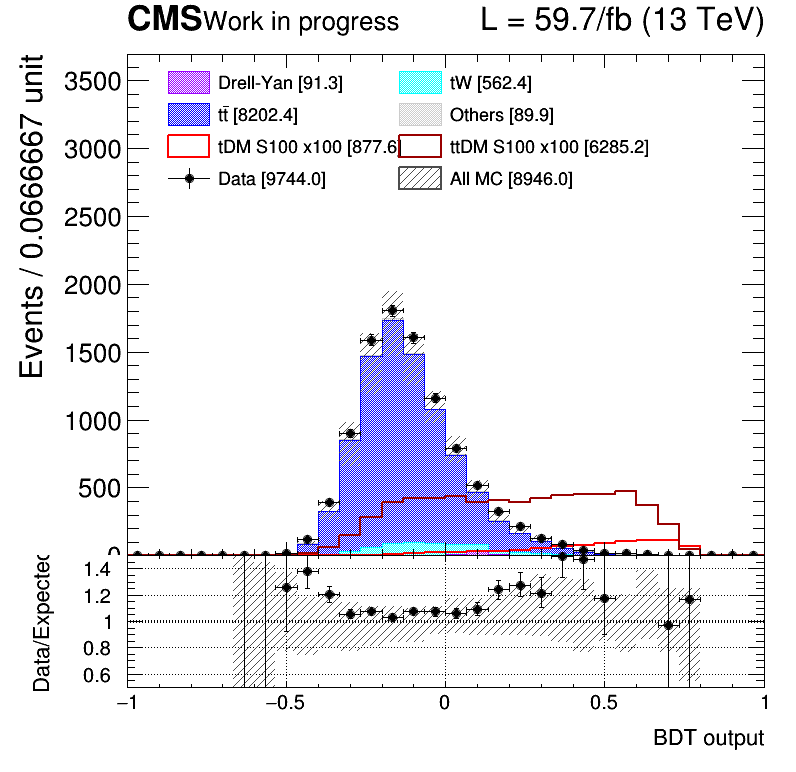 CMS Work in progress L = 59.7/fb (13 TeV)
Events / 0.0666667 unit
3500
3000
2500
2000
1500
1000
500
0
Drell-Yan [91.3] tW [562.4]
tt̄ [8202.4] Others [89.9]
tDM S100 x100 [877.6] ttDM S100 x100 [6285.2]
Data [9744.0] All MC [8946.0]
Data/Expected
1.4
1.2
1
0.8
0.6
−1 −0.5 0 0.5 1
BDT output